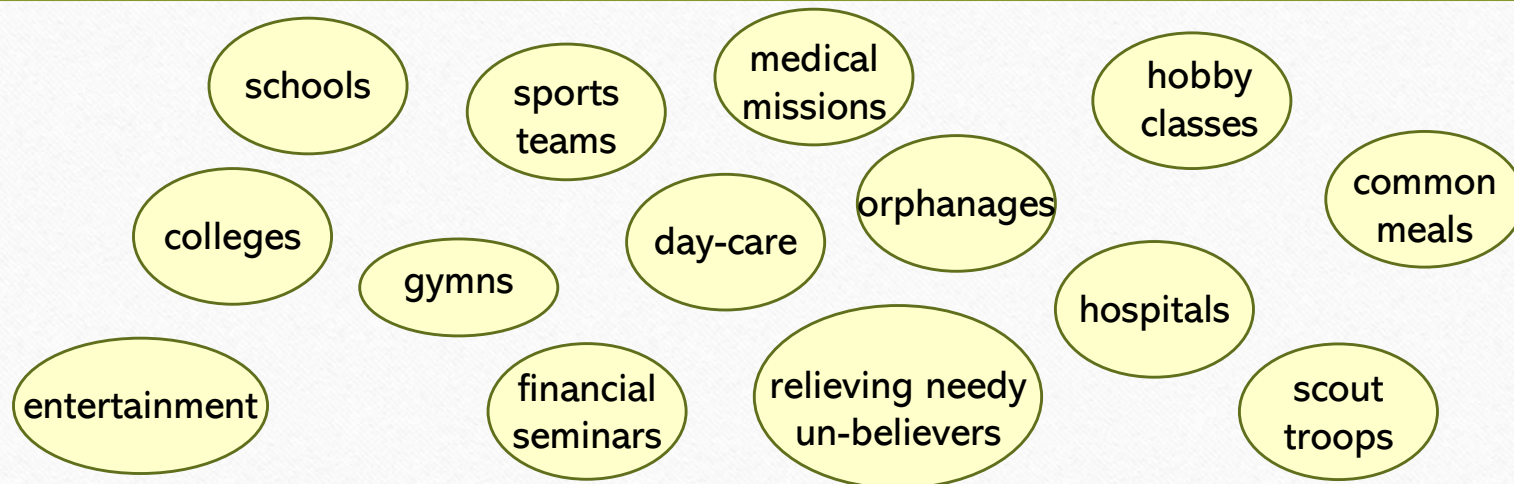 schools
sports
teams
medical
missions
hobby
classes
common
meals
colleges
gymns
day-care
orphanages
hospitals
entertainment
financial
seminars
relieving needy
un-believers
scout
troops